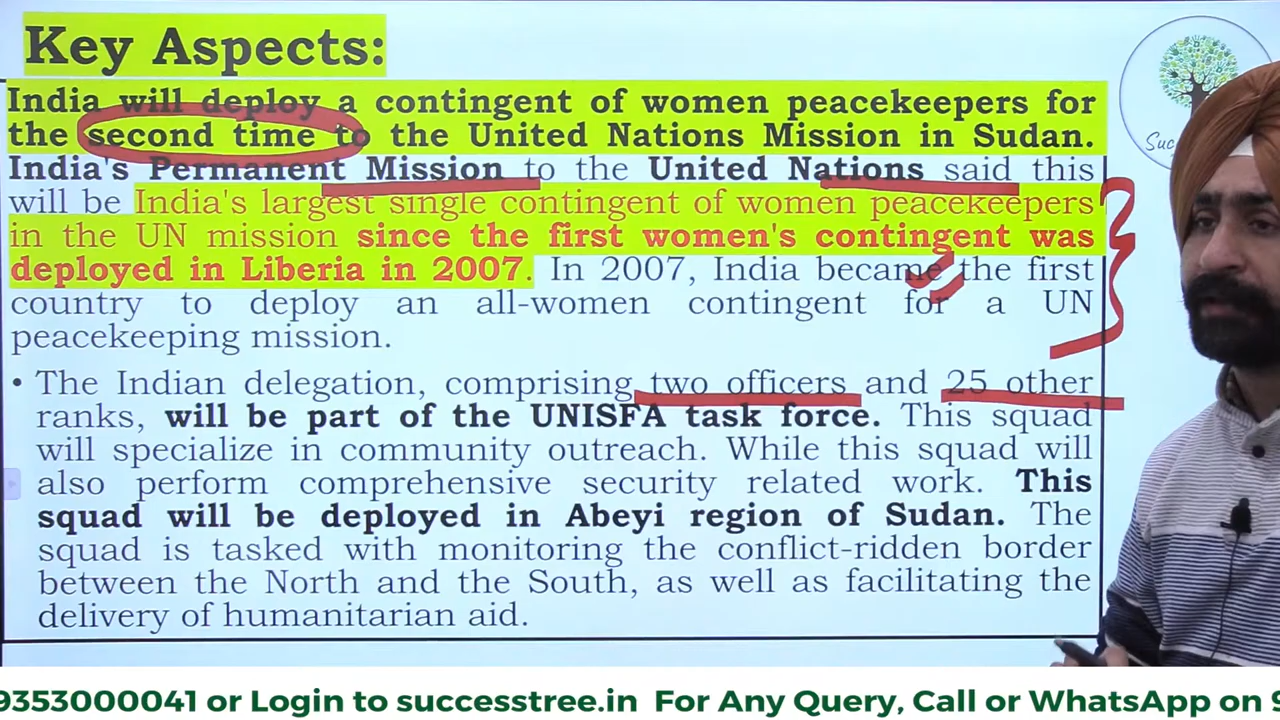 Key Aspects:
India will deploy a contingent of women peacekeepers for
the second time to the United Nations Mission in Sudan.
India's Permanent Mission to the United Nations said this
will be India's largest single contingent of women peacekeepers
in the UN mission since the first women's contingent was
deployed in Liberia in 2007. In 2007, India became the first
country to deploy an all-women contingent for a UN
peacekeeping mission.
• The Indian delegation, comprising two officers and 25 other
ranks, will be part of the UNISFA task force. This squad
will specialize in community outreach. While this squad will
also perform comprehensive security related work. This
squad will be deployed in Abeyi region of Sudan. The
squad is tasked with monitoring the conflict-ridden border
between the North and the South, as well as facilitating the
delivery of humanitarian aid.
Suc
9353000041 or Login to successtree.in For Any Query, Call or WhatsApp on 9